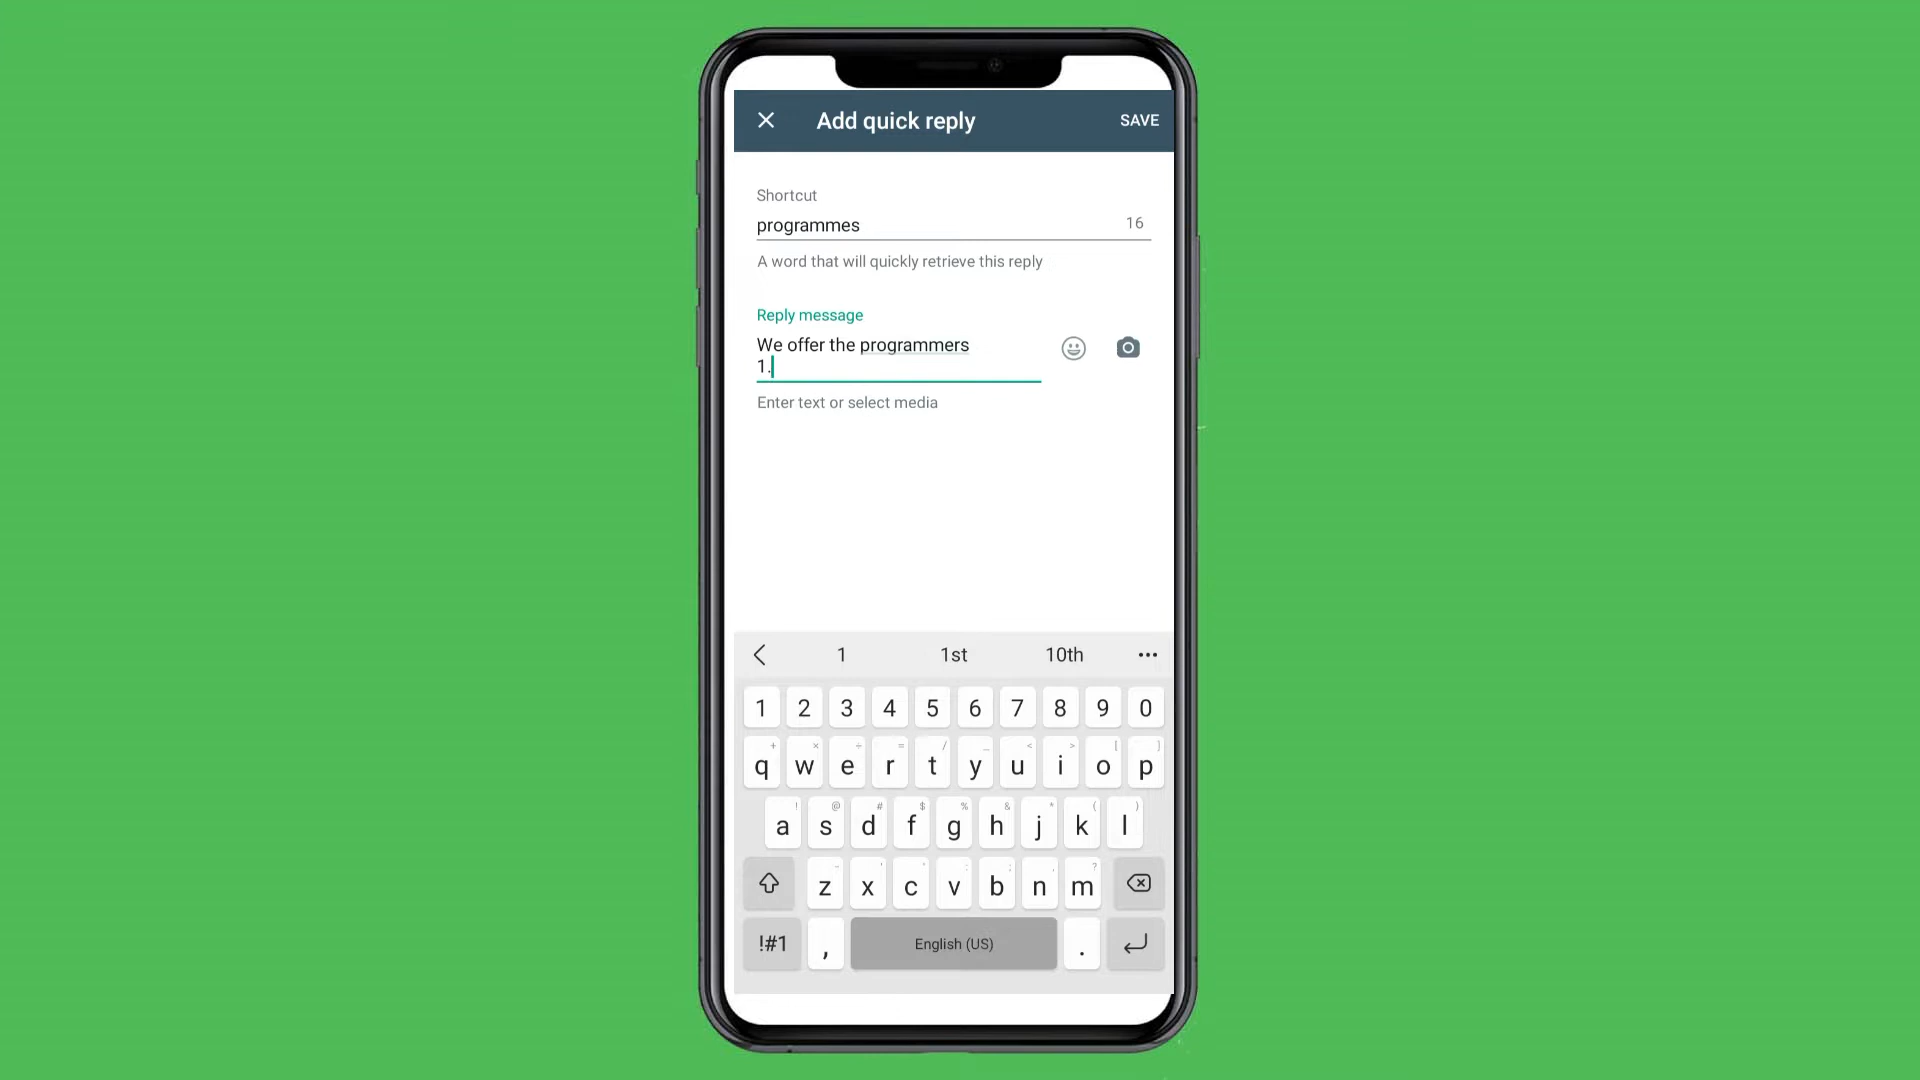 Add quick reply
SAVE
Shortcut
programmes
16
A word that will quickly retrieve this reply
Reply message
We offer the programmers
1.
Enter text or select media
1 1st 10th
1 2 3 4 5 6 7 8 9 0
+ × ÷ = / _ < > [ ]
q w e r t y u i o p
! @ # $ % & * ( )
a s d f g h j k l
- ' " : ; , ?
z x c v b n m
!#1 , English (US) .